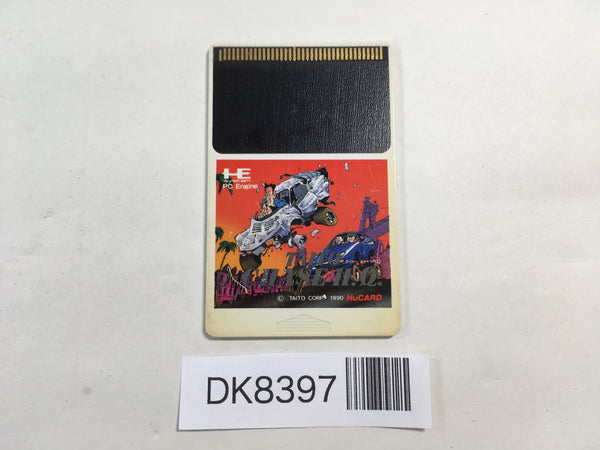 HE
PC Engine
TAITO
CHASE H.Q.
© TAITO CORP. 1990 HuCARD
DK8397